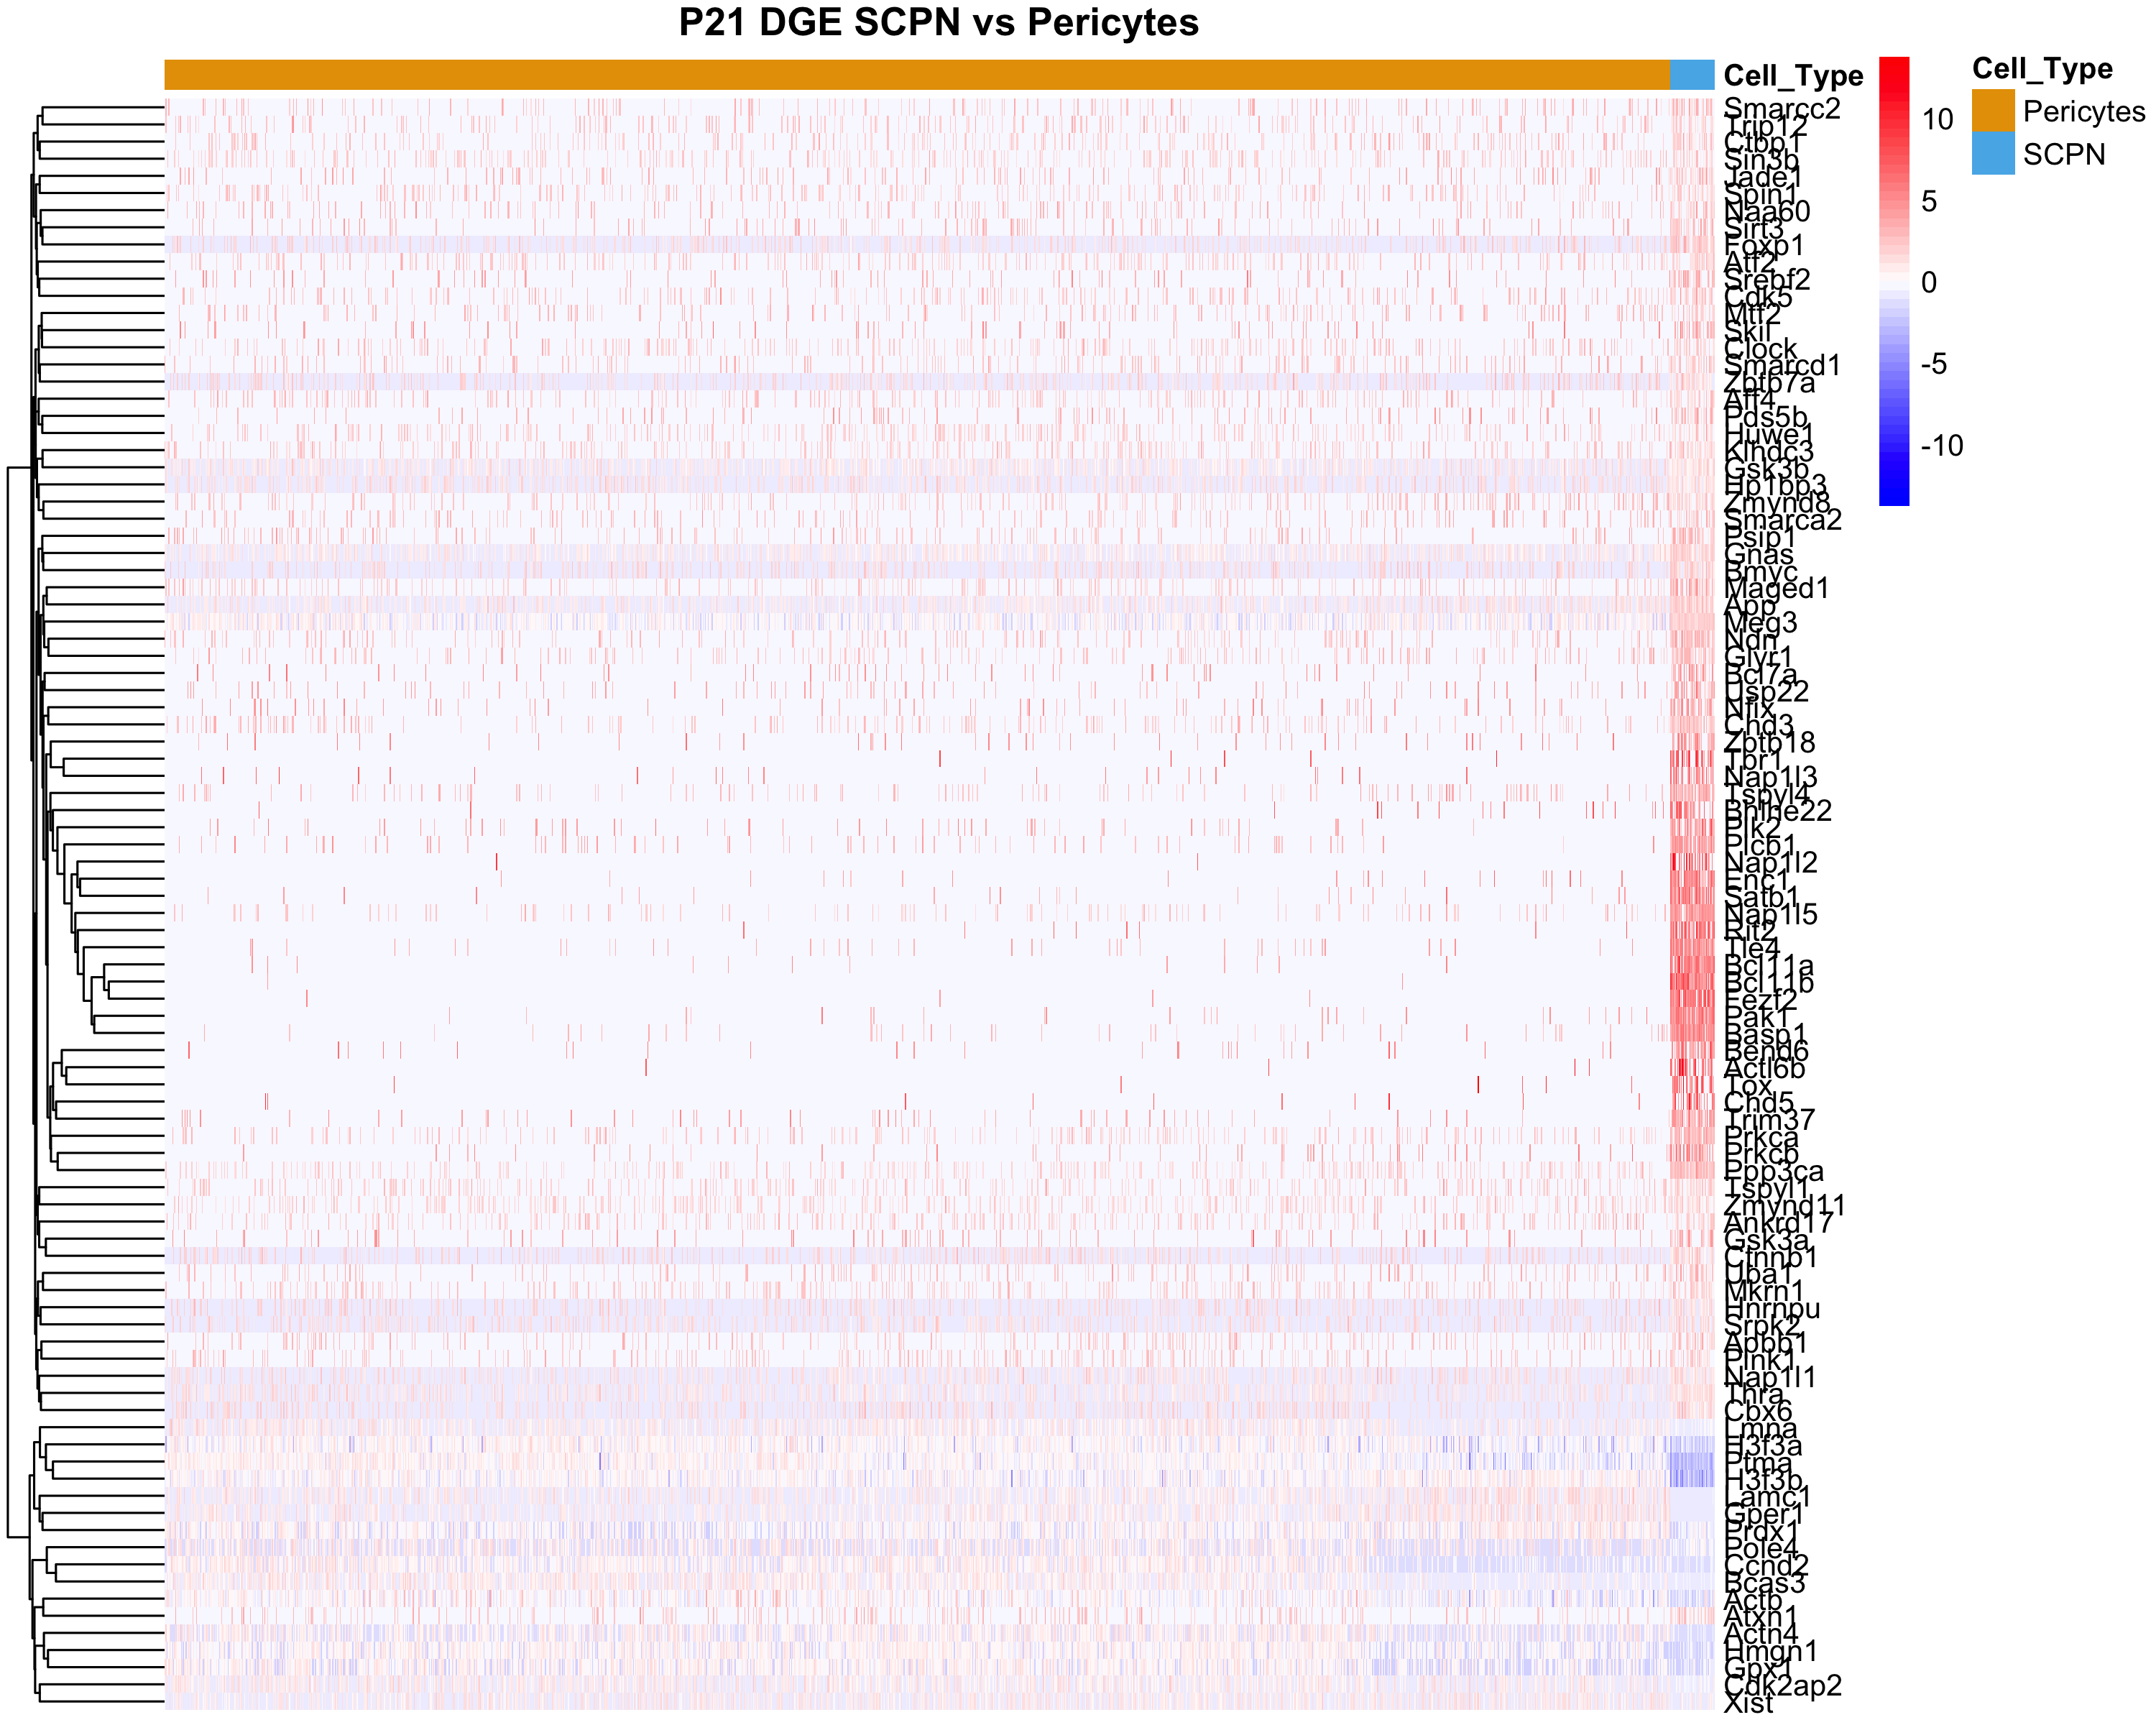 P21 DGE SCPN vs Pericytes
Cell_Type
Smarcc2
Trip12
Ctbp1
Sin3b
Jade1
Spin1
Naa60
Sirt3
Foxp1
Atf2
Srebf2
Cdk5
Mtf2
Skil
Clock
Smarcd1
Zbtb7a
Aff4
Pds5b
Huwe1
Klhdc3
Gsk3b
Hp1bp3
Zmynd8
Smarca2
Psip1
Gnas
Bmyc
Maged1
App
Meg3
Ndn
Glyr1
Bcl7a
Usp22
Nfix
Chd3
Zbtb18
Tbr1
Nap1l3
Tspyl4
Bhlhe22
Plk2
Plcb1
Nap1l2
Enc1
Satb1
Nap1l5
Rit2
Tle4
Bcl11a
Bcl11b
Fezf2
Pak1
Basp1
Bend6
Actl6b
Tox
Chd5
Trim37
Prkca
Prkcb
Ppp3ca
Tspyl1
Zmynd11
Ankrd17
Gsk3a
Ctnnb1
Uba1
Mkrn1
Hnrnpu
Srpk2
Apbb1
Pink1
Nap1l1
Thra
Cbx6
Lmna
H3f3a
Ptma
H3f3b
Lamc1
Gper1
Prdx1
Pole4
Ccnd2
Bcas3
Actb
Atxn1
Actn4
Hmgn1
Gpx1
Cdk2ap2
Xist
10
5
0
-5
-10
Cell_Type
Pericytes
SCPN